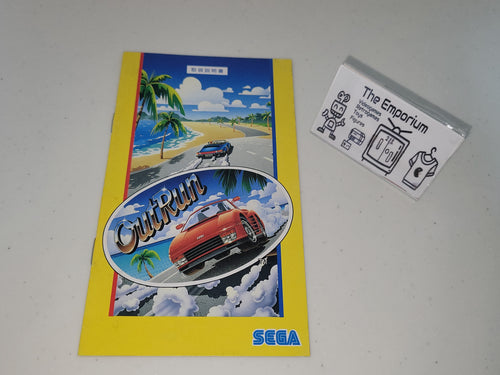 取扱説明書
OutRun
SEGA
The Emporium
Videogames
Retrogames
Toys
Figures